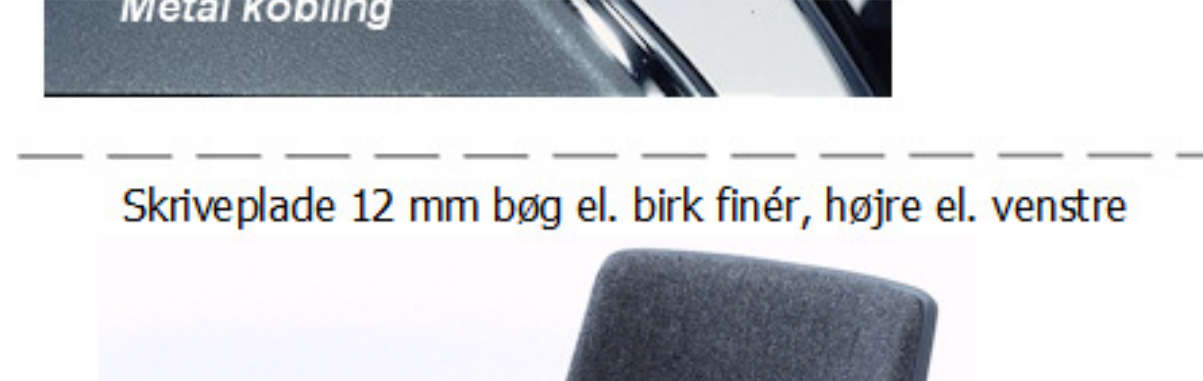 Metal kobling
Skriveplade 12 mm bøg el. birk finér, højre el. venstre